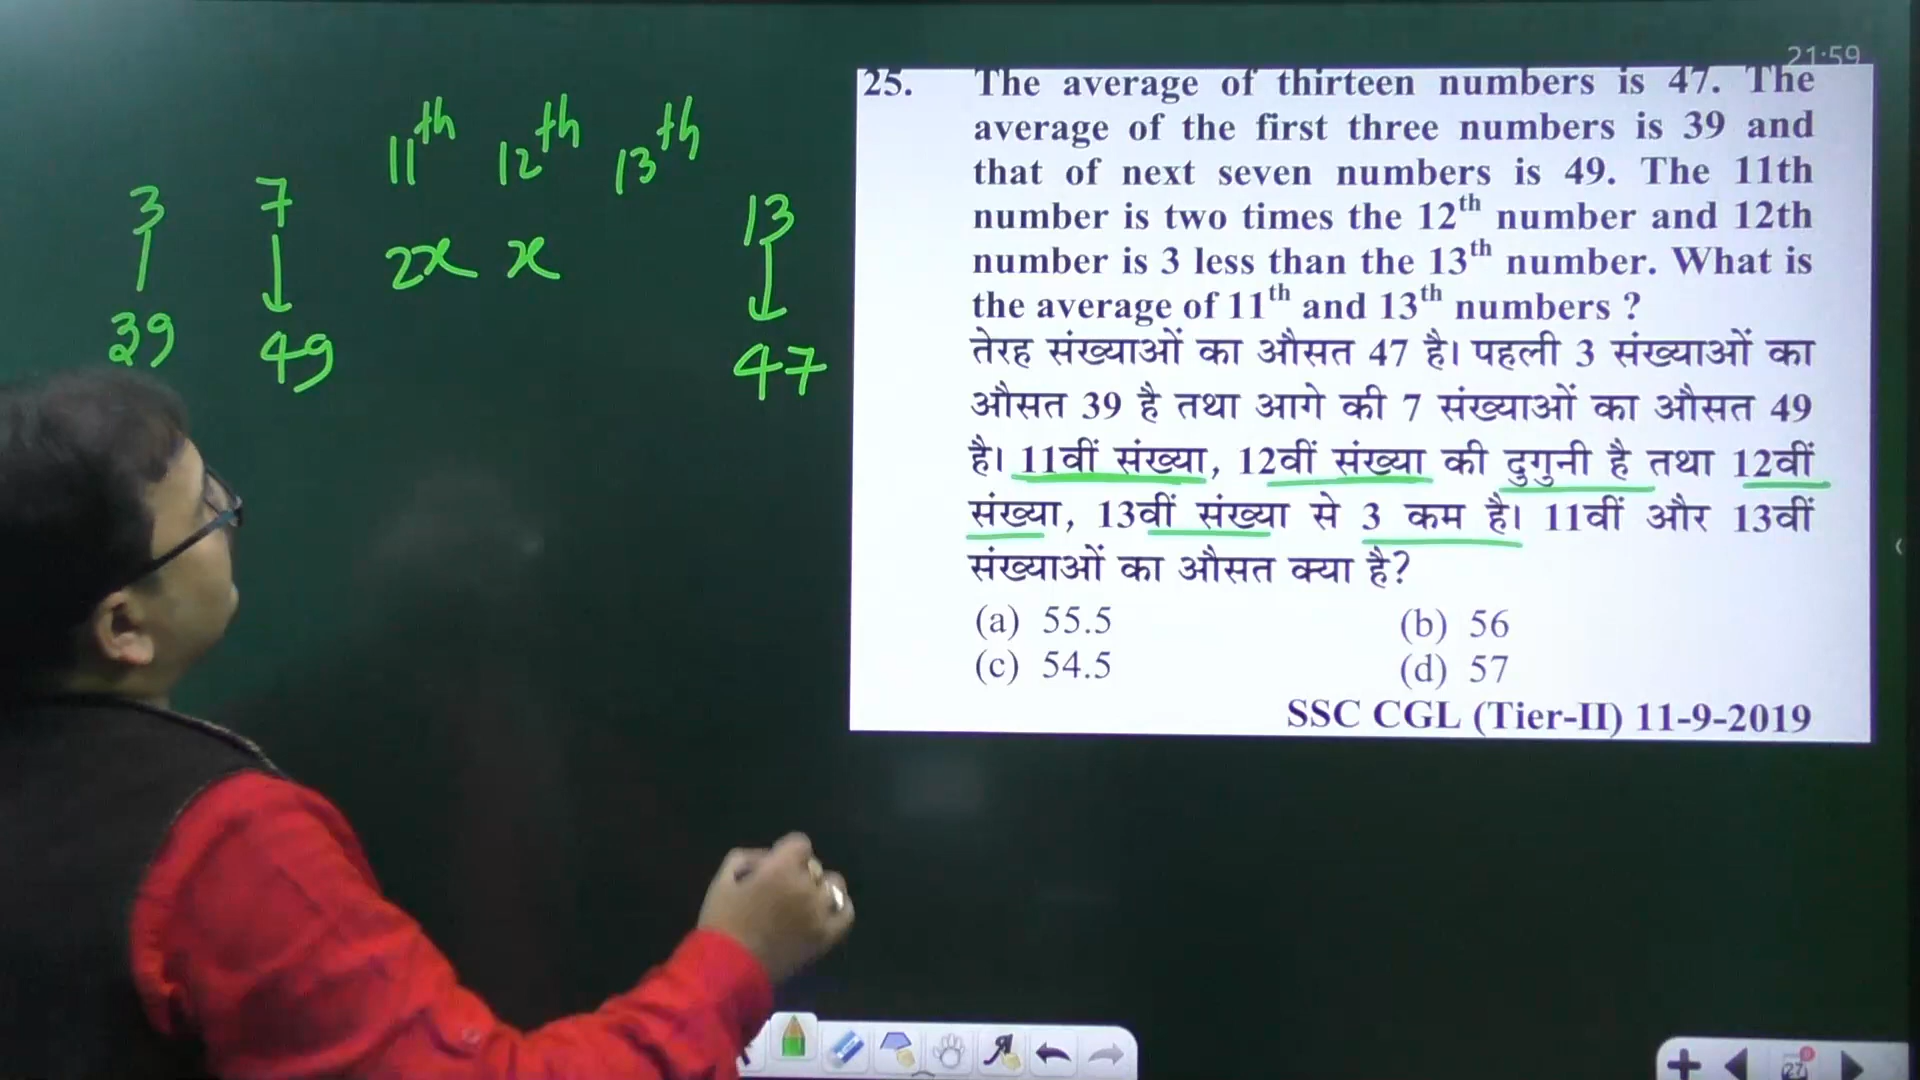 21:59
25. The average of thirteen numbers is 47. The
average of the first three numbers is 39 and
that of next seven numbers is 49. The 11th
number is two times the 12th number and 12th
number is 3 less than the 13th number. What is
the average of 11th and 13th numbers ?
तेरह संख्याओं का औसत 47 है। पहली 3 संख्याओं का
औसत 39 है तथा आगे की 7 संख्याओं का औसत 49
है। 11वीं संख्या, 12वीं संख्या की दुगुनी है तथा 12वीं
संख्या, 13वीं संख्या से 3 कम है। 11वीं और 13वीं
संख्याओं का औसत क्या है?
(a) 55.5 (b) 56
(c) 54.5 (d) 57
SSC CGL (Tier-II) 11-9-2019
11th 12th 13th
3 7 13
2x x
39 49 47
27